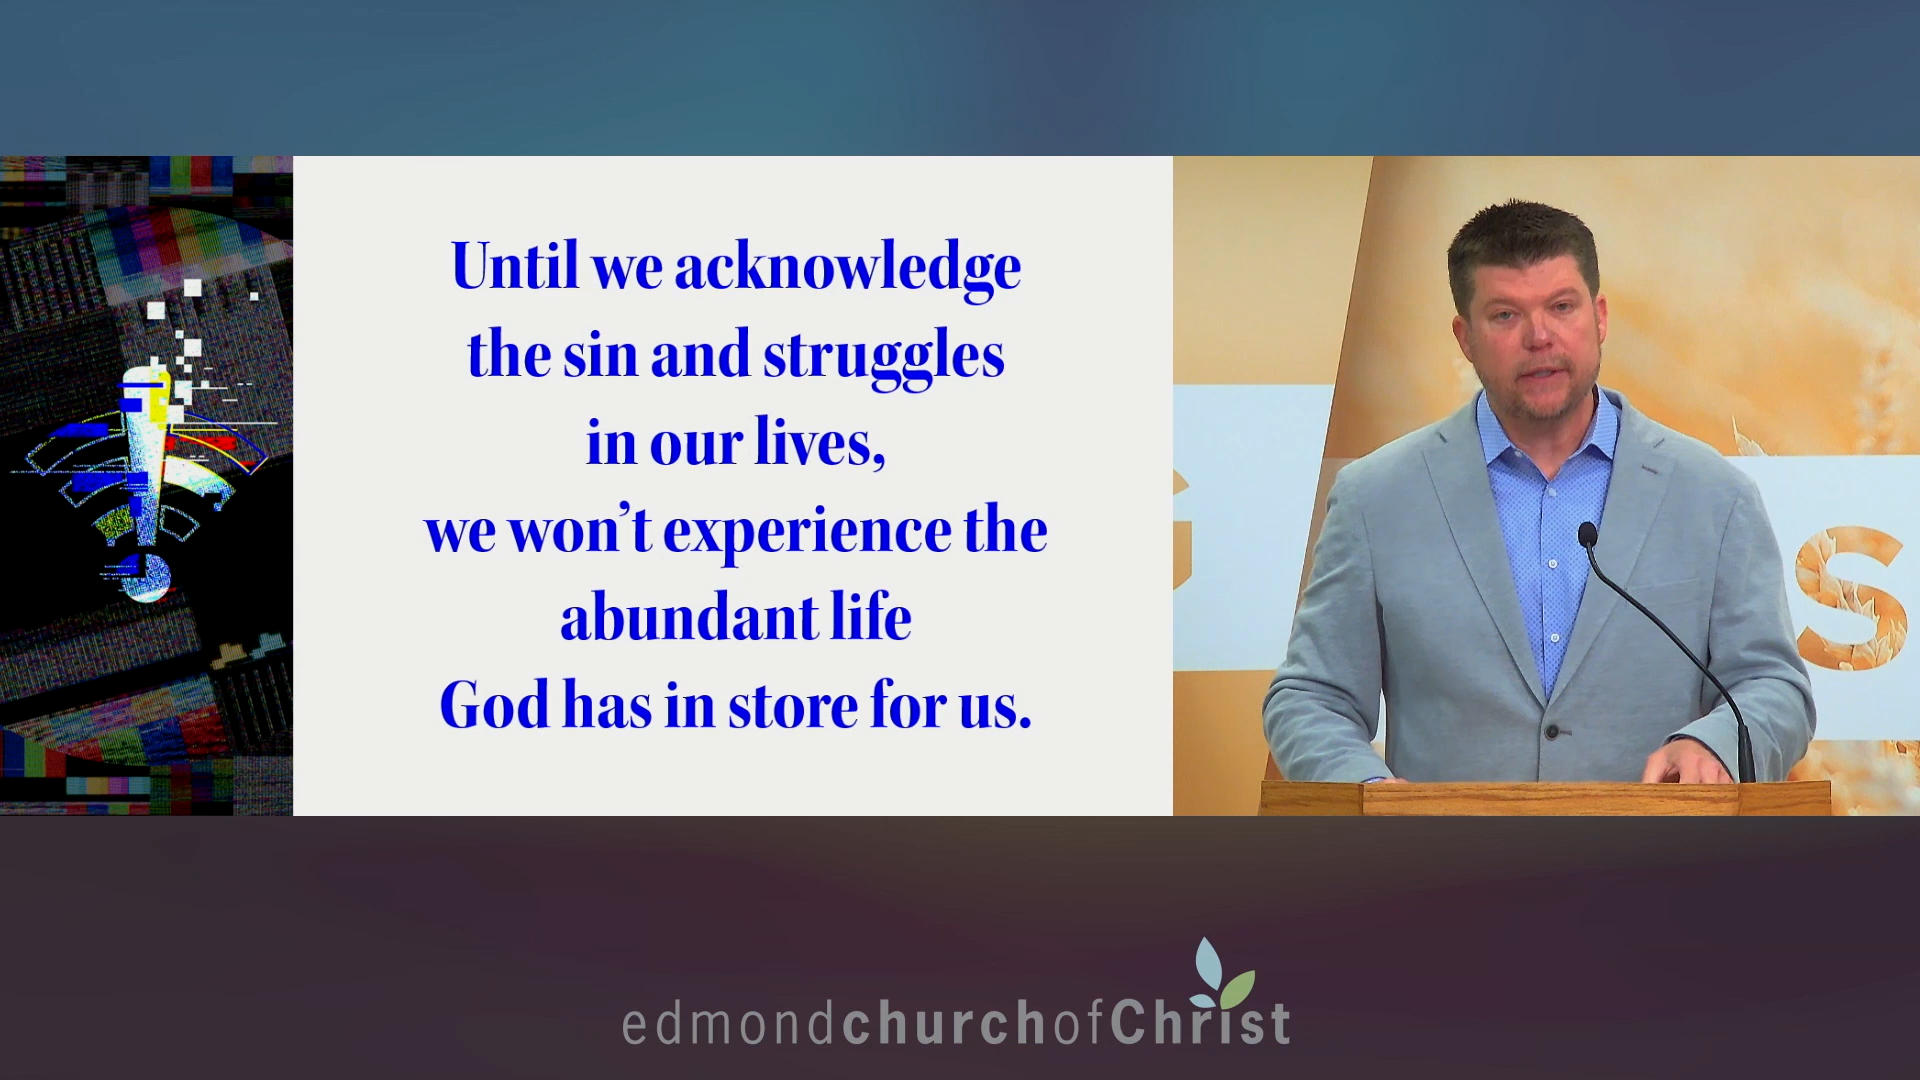 Until we acknowledge
the sin and struggles
in our lives,
we won’t experience the
abundant life
God has in store for us.
G
S
edmondchurchofChrist